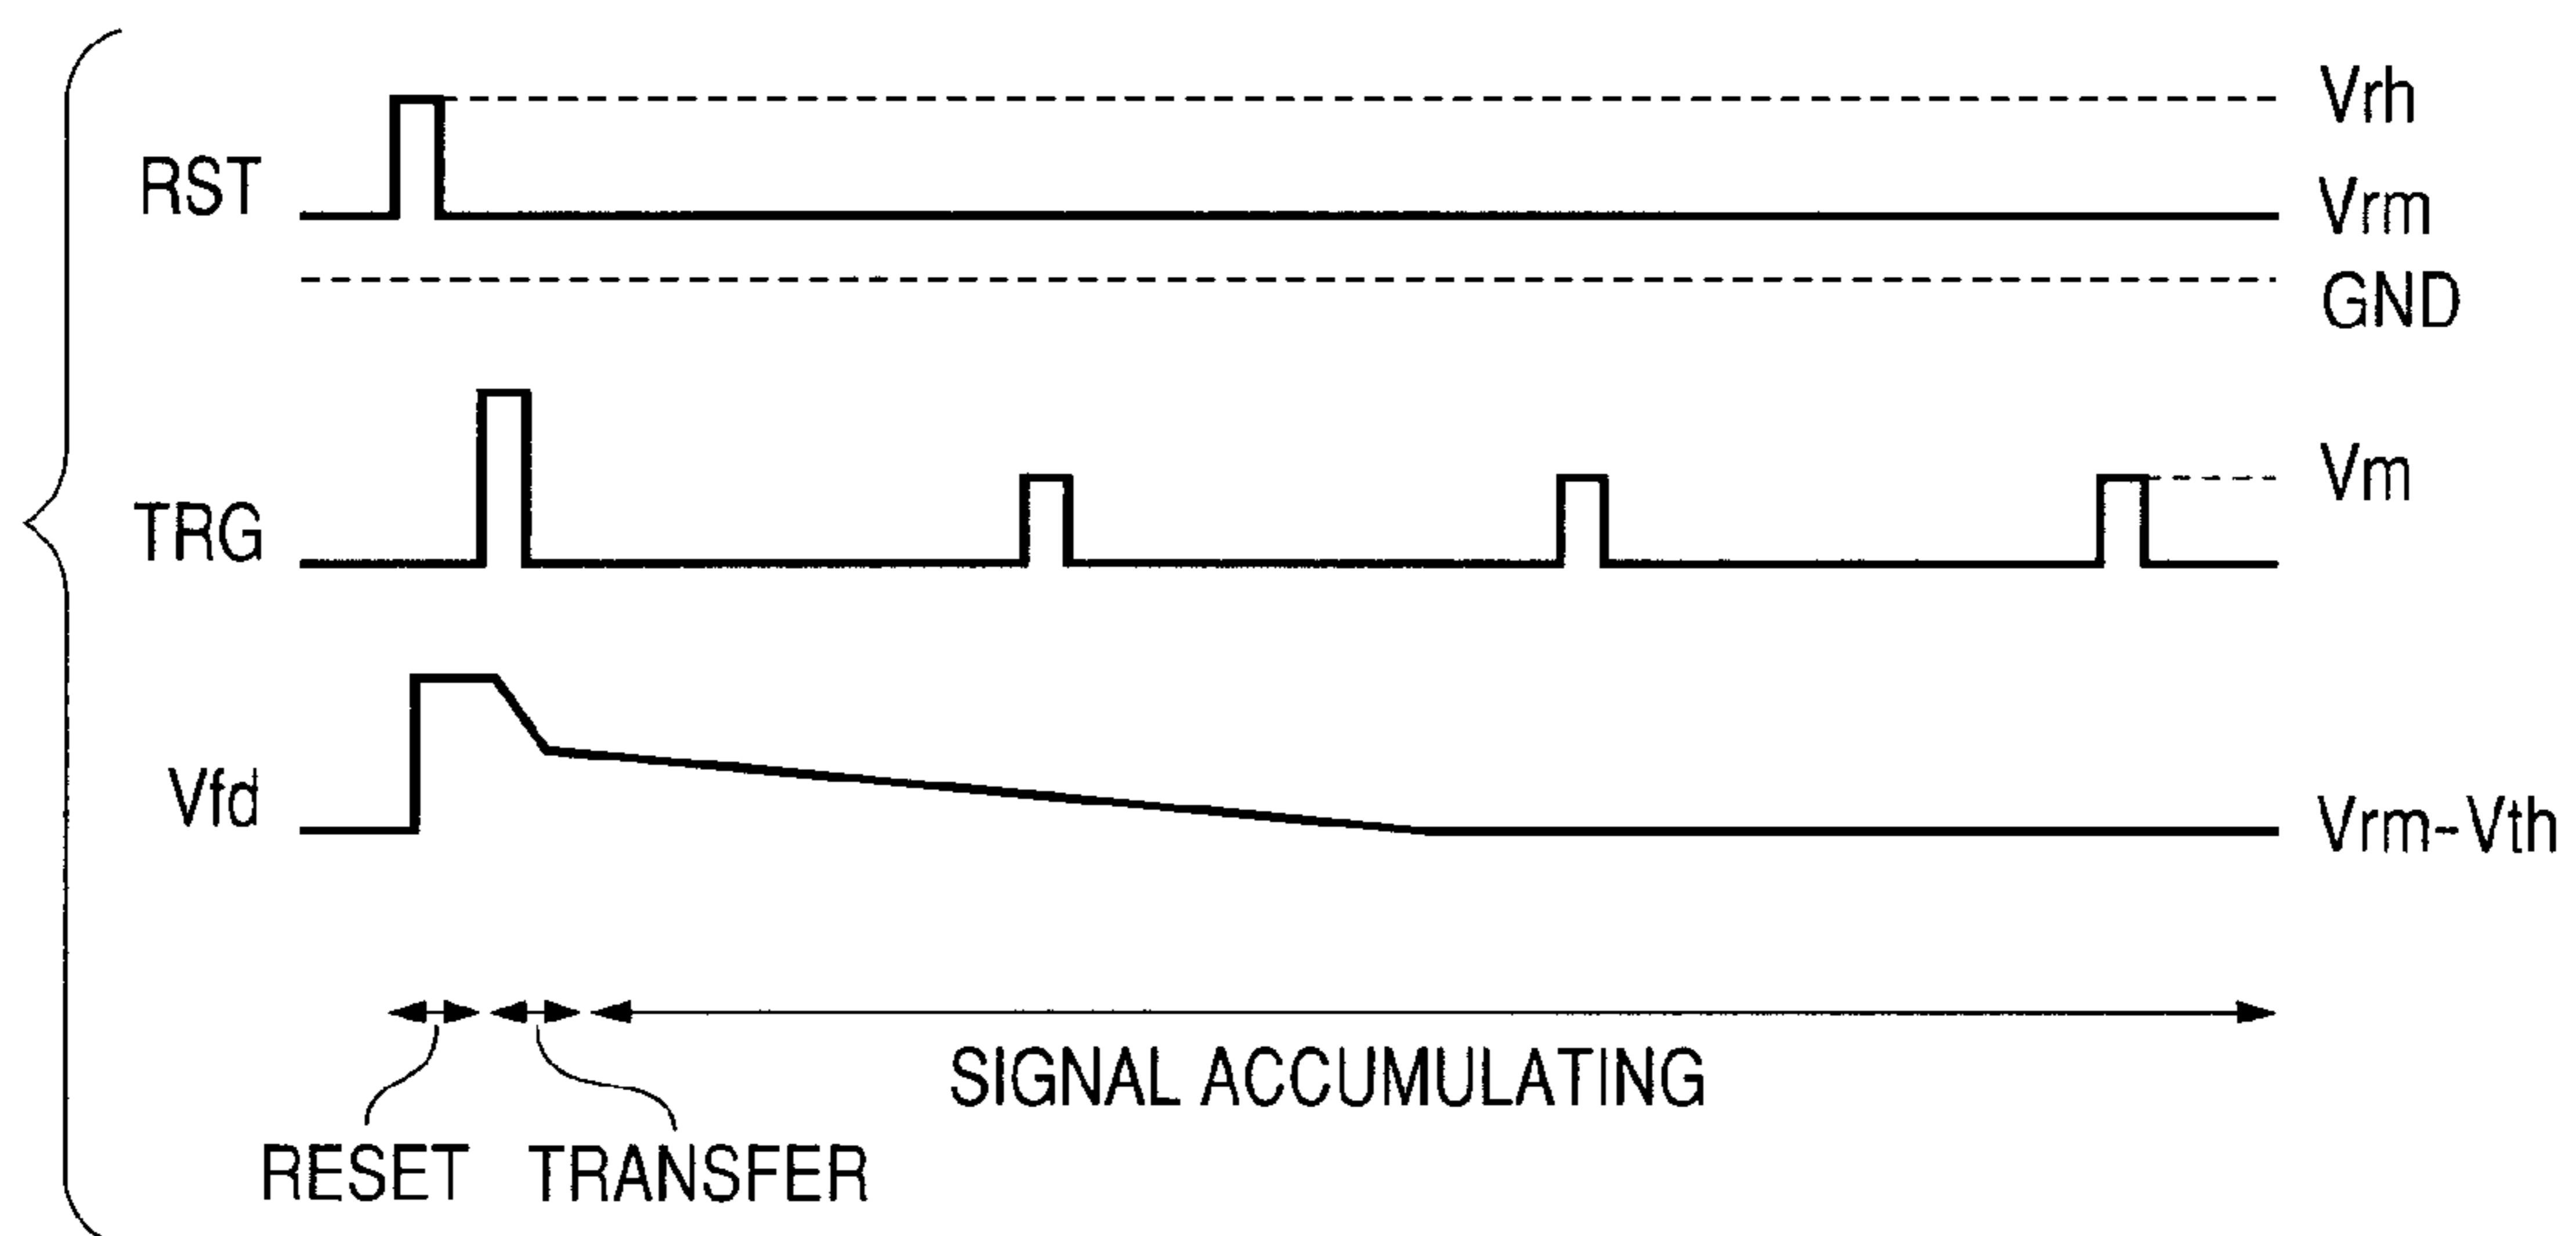 Vrh
RST
Vrm
GND
Vm
TRG
Vfd
Vrm-Vth
SIGNAL ACCUMULATING
RESET
TRANSFER